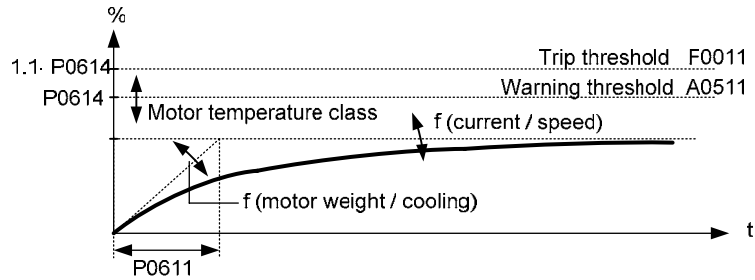 %
Trip threshold F0011
1.1· P0614
Warning threshold A0511
P0614
Motor temperature class
f (current / speed)
f (motor weight / cooling)
t
P0611